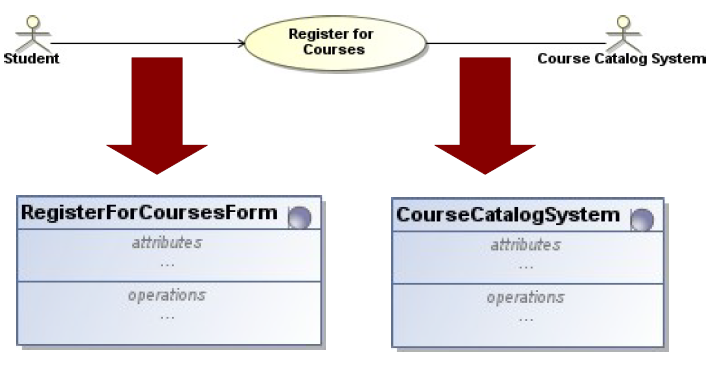 Register for
Courses
Student
Course Catalog System
RegisterForCoursesForm
attributes
...
operations
...
CourseCatalogSystem
attributes
...
operations
...